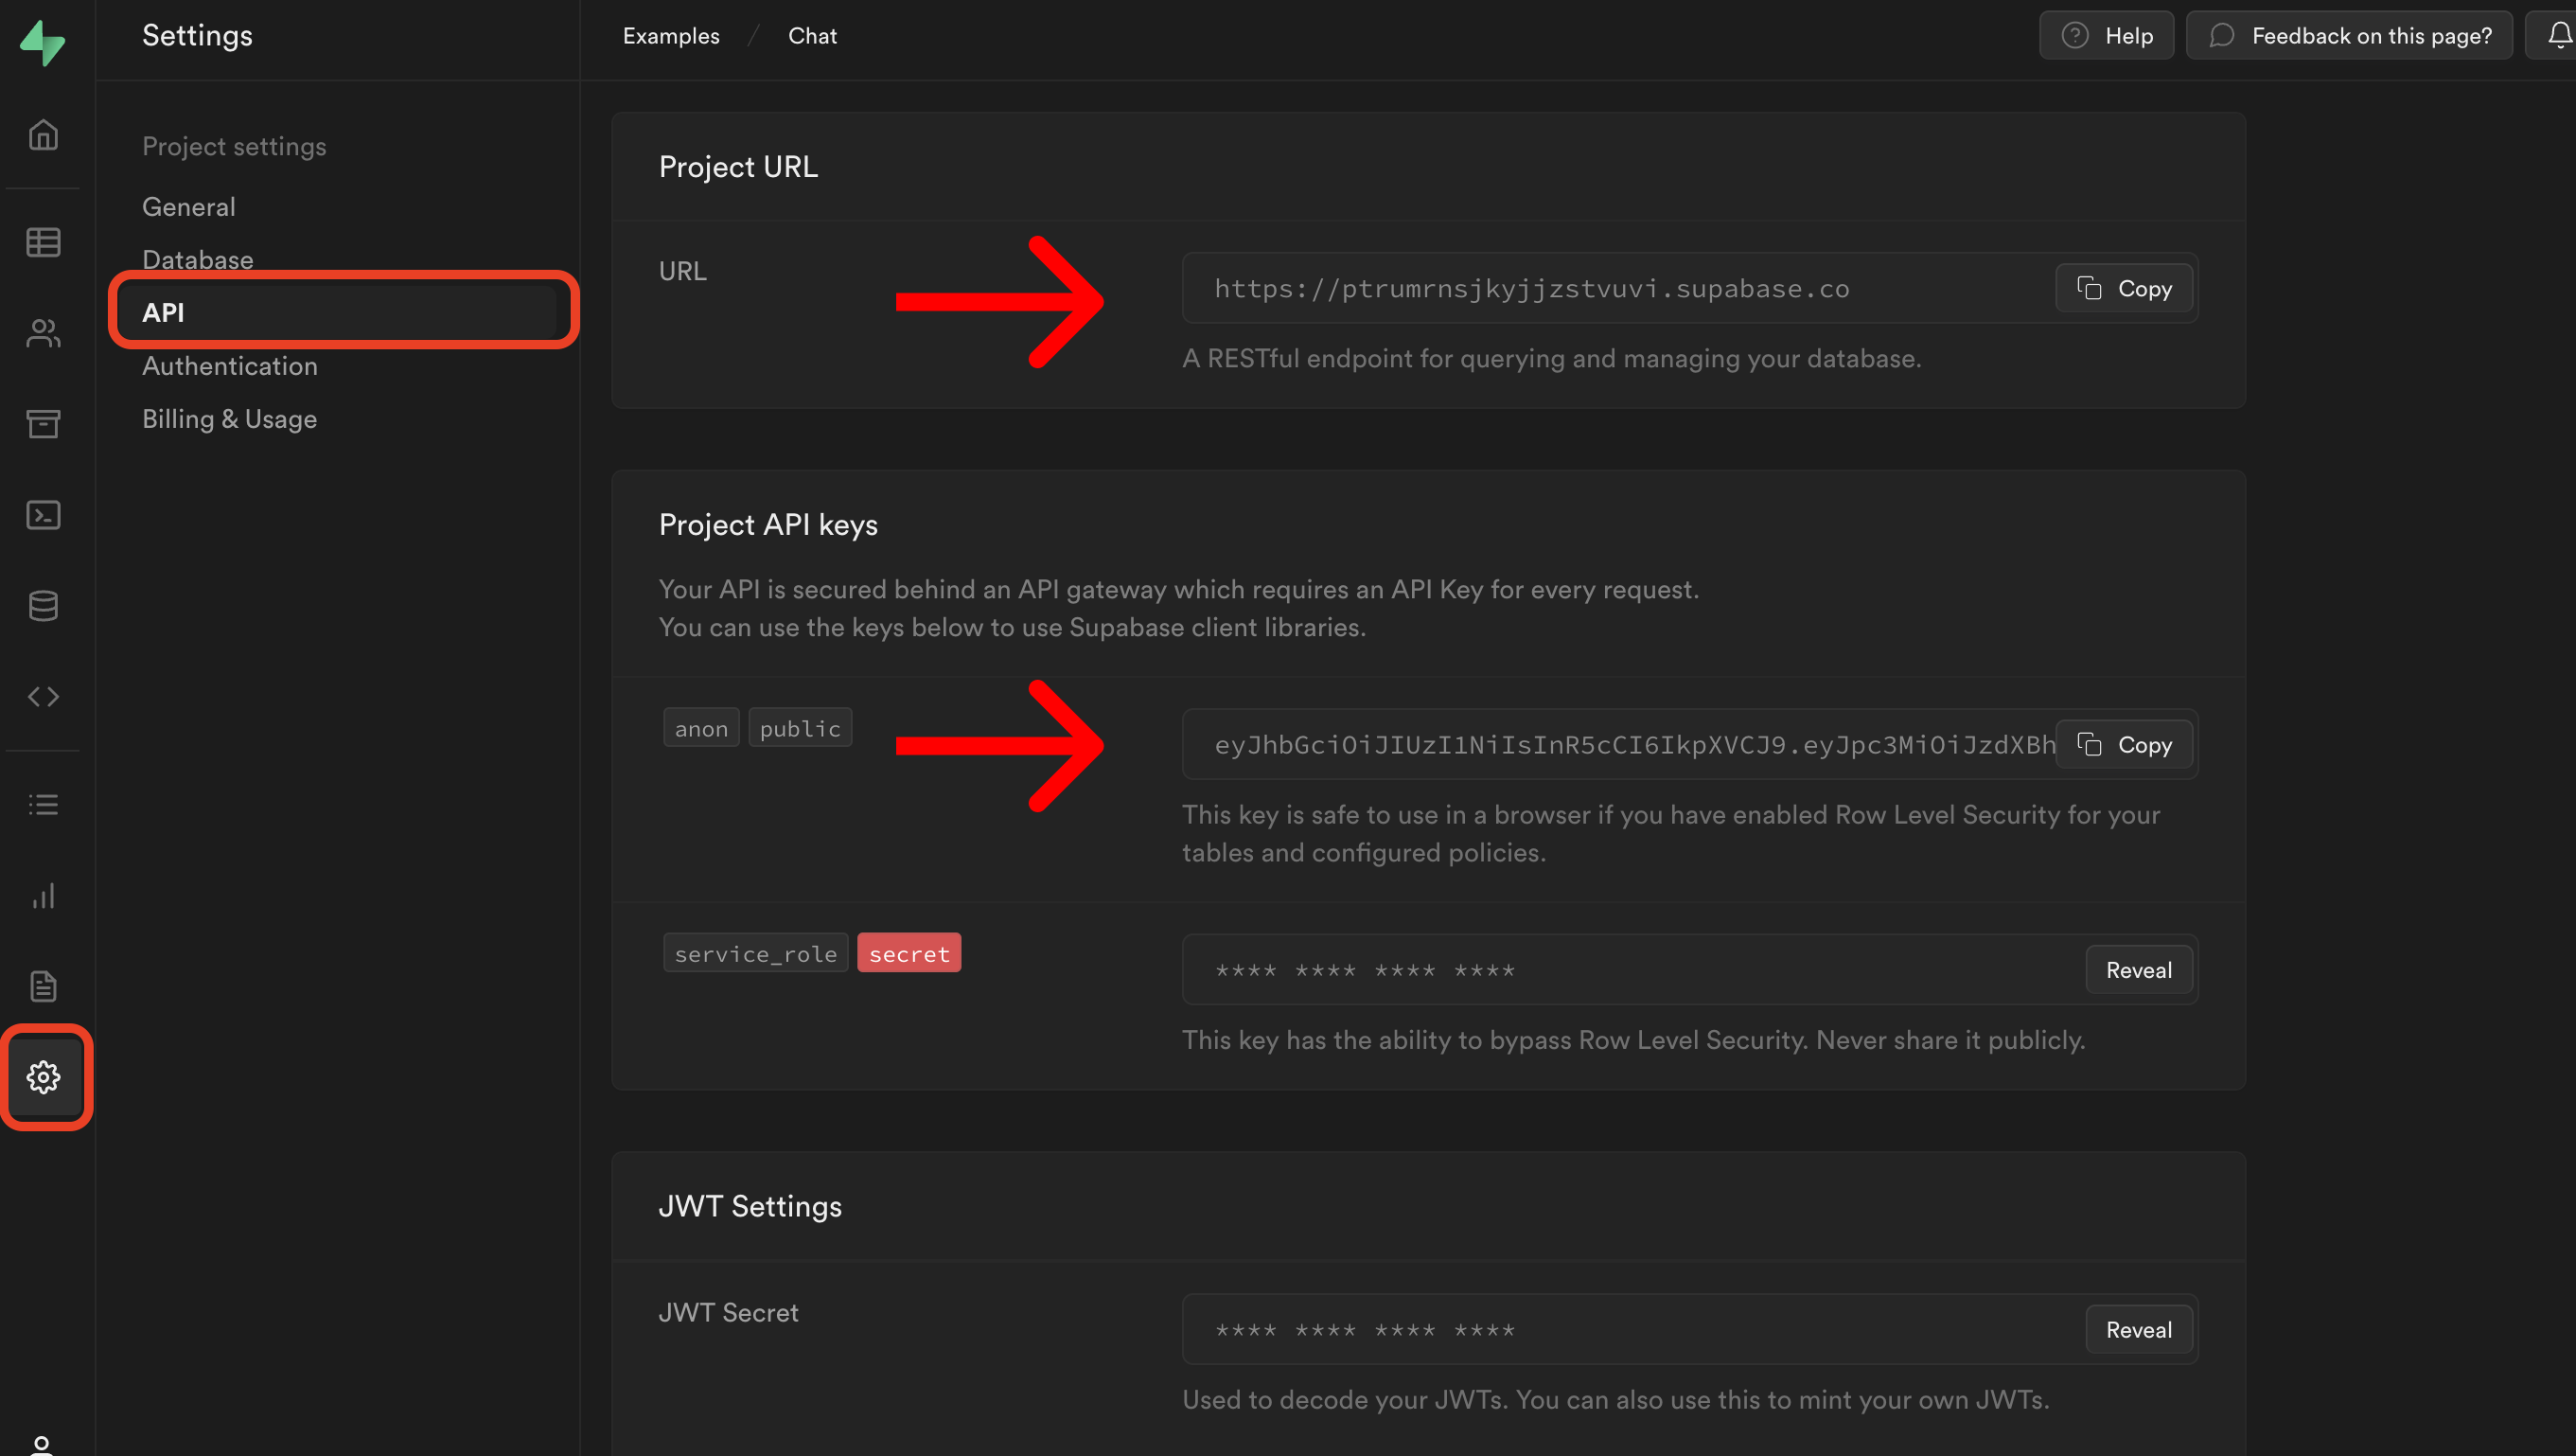 Settings
Examples / Chat
Help
Feedback on this page?
Project settings
General
Database
API
Authentication
Billing & Usage
Project URL
URL
https://ptrumrnsjkyjjzstvuvi.supabase.co
Copy
A RESTful endpoint for querying and managing your database.
Project API keys
Your API is secured behind an API gateway which requires an API Key for every request.
You can use the keys below to use Supabase client libraries.
anon public
eyJhbGciOiJIUzI1NiIsInR5cCI6IkpXVCJ9.eyJpc3MiOiJzdXBh
Copy
This key is safe to use in a browser if you have enabled Row Level Security for your
tables and configured policies.
service_role secret
**** **** **** ****
Reveal
This key has the ability to bypass Row Level Security. Never share it publicly.
JWT Settings
JWT Secret
**** **** **** ****
Reveal
Used to decode your JWTs. You can also use this to mint your own JWTs.